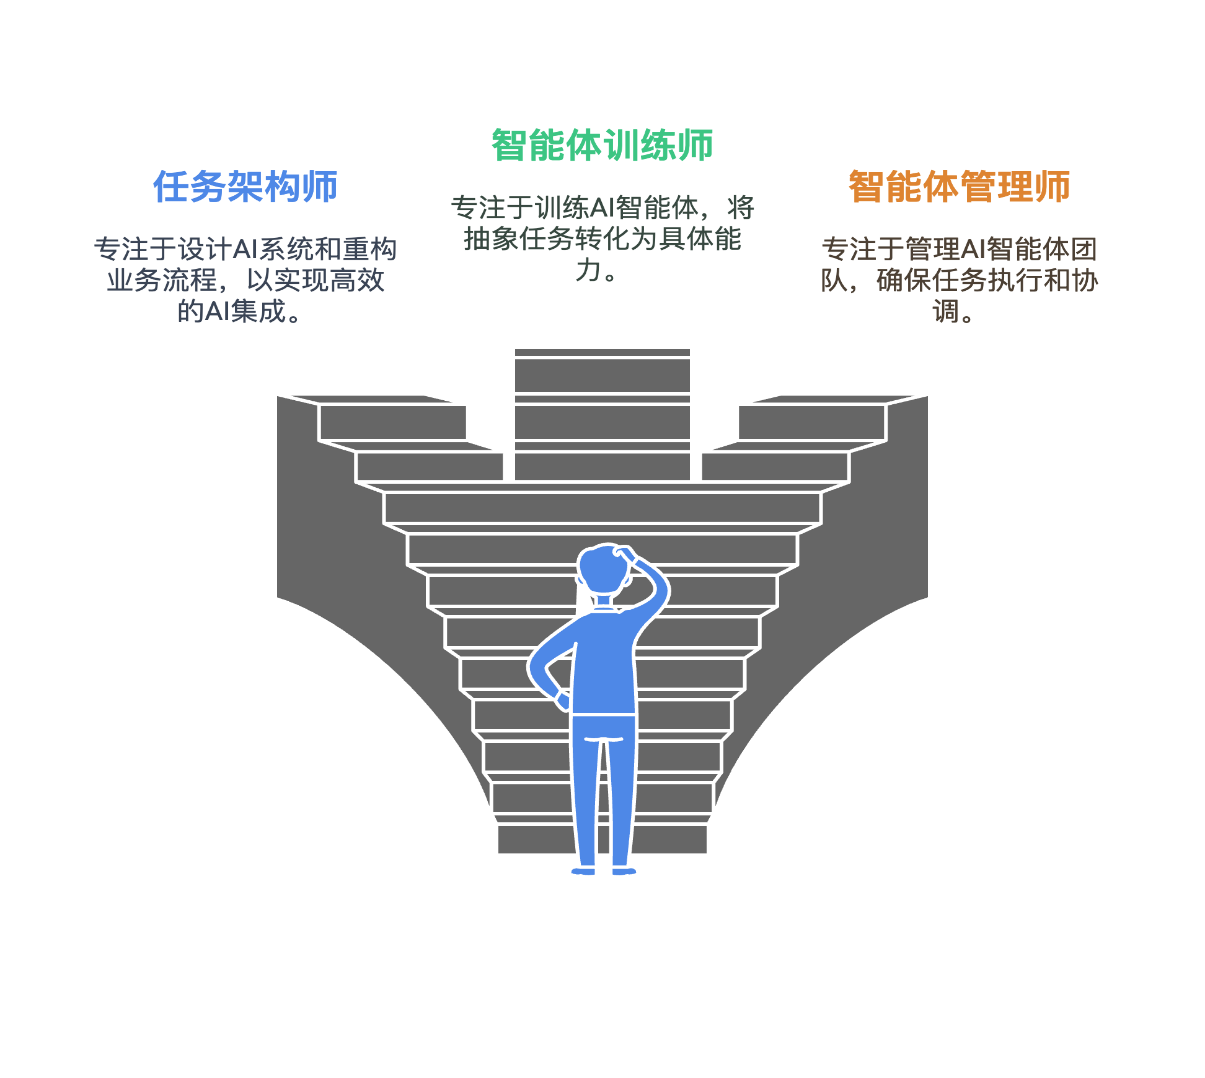 任务架构师
专注于设计AI系统和重构
业务流程，以实现高效
的AI集成。
智能体训练师
专注于训练AI智能体，将
抽象任务转化为具体能
力。
智能体管理师
专注于管理AI智能体团
队，确保任务执行和协
调。